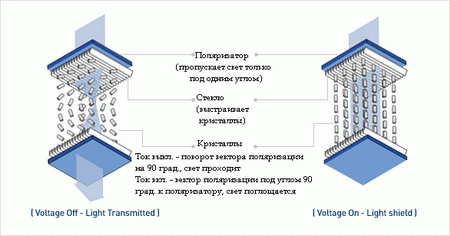 Поляризатор
(пропускает свет только
под одним углом)
Стекло
(выстраивает
кристаллы)
Кристаллы
Ток выкл. - поворот вектора поляризации
на 90 град., свет проходит
Ток вкл. - вектор поляризации под углом 90
град. к поляризатору, свет поглощается
( Voltage Off - Light Transmitted )
( Voltage On - Light shield )